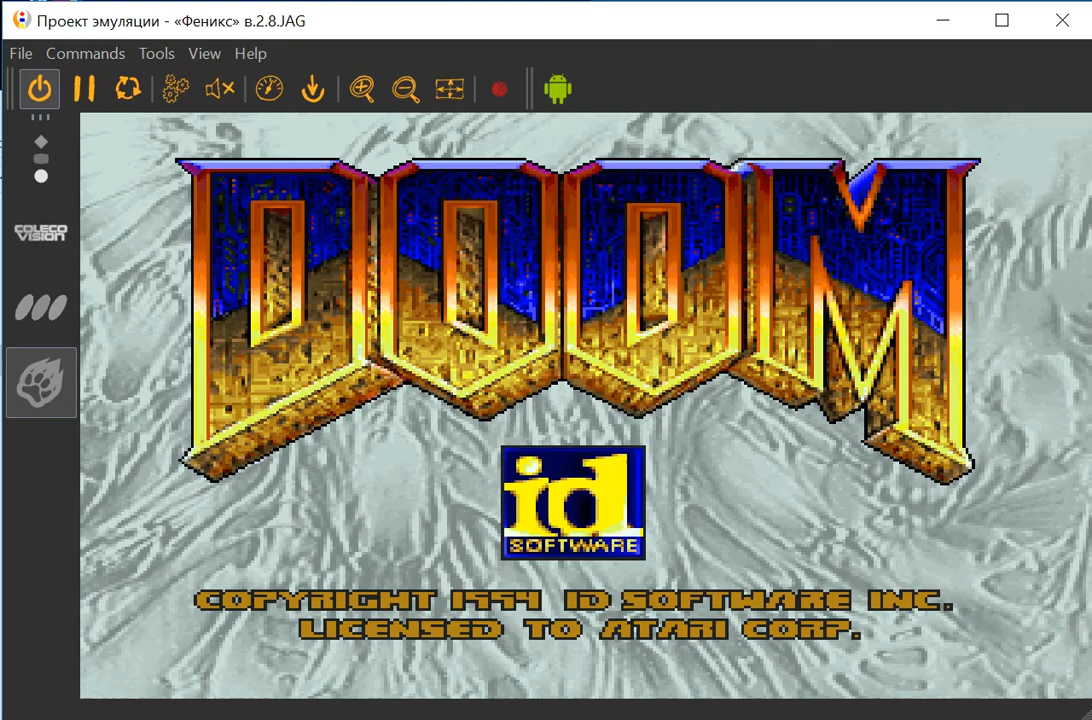 Проект эмуляции - «Феникс» в.2.8.JAG
File Commands Tools View Help
COLECO
VISION
DOOM
id
SOFTWARE
COPYRIGHT 1994 ID SOFTWARE INC.
LICENSED TO ATARI CORP.